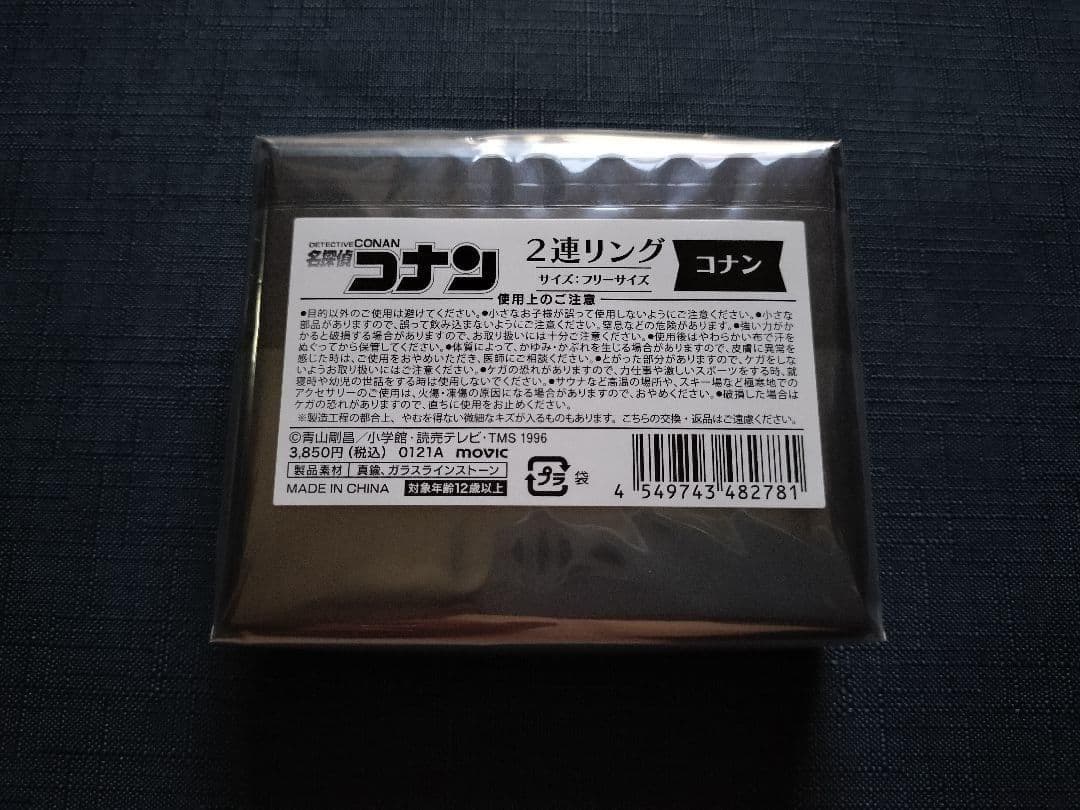 DETECTIVE CONAN
名探偵コナン
2連リング
サイズ:フリーサイズ
コナン
使用上のご注意
●目的以外のご使用は避けてください。●小さなお子様が誤って使用しないようにご注意ください。●小さな
部品がありますので、誤って飲み込まないようにご注意ください。窒息などの危険があります。●強い力がか
かると破損する場合がありますので、お取り扱いには十分ご注意ください。●使用後はやわらかい布で汗を
ぬぐってから保管してください。●体質によって、かゆみ・かぶれを生じる場合がありますので、皮膚に異常を
感じた時は、ご使用をおやめいただき、医師にご相談ください。●とがった部分がありますので、ケガをしな
いようお取り扱いにはご注意ください。●ケガの恐れがありますので、力仕事や激しいスポーツをする時、就
寝時や幼児の世話をする時は使用しないでください。●サウナなど高温の場所や、スキー場など極寒地での
アクセサリーのご使用は、火傷・凍傷の原因になる場合がありますので、おやめください。●破損した場合は
ケガの恐れがありますので、直ちに使用をお止めください。
※製造工程の都合上、やむを得ない微細なキズが入るものもあります。こちらの交換・返品はご遠慮ください。
©青山剛昌/小学館・読売テレビ・TMS 1996
3,850円(税込) 0121A movic
製品素材 真鍮、ガラスラインストーン
MADE IN CHINA 対象年齢12歳以上
プラ 袋
4 549743 482781